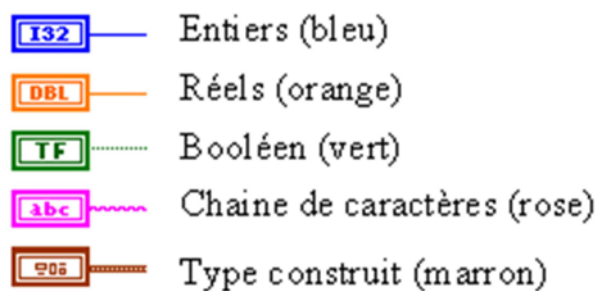 I32 Entiers (bleu)
DBL Réels (orange)
TF Booléen (vert)
abc Chaine de caractères (rose)
Type construit (marron)